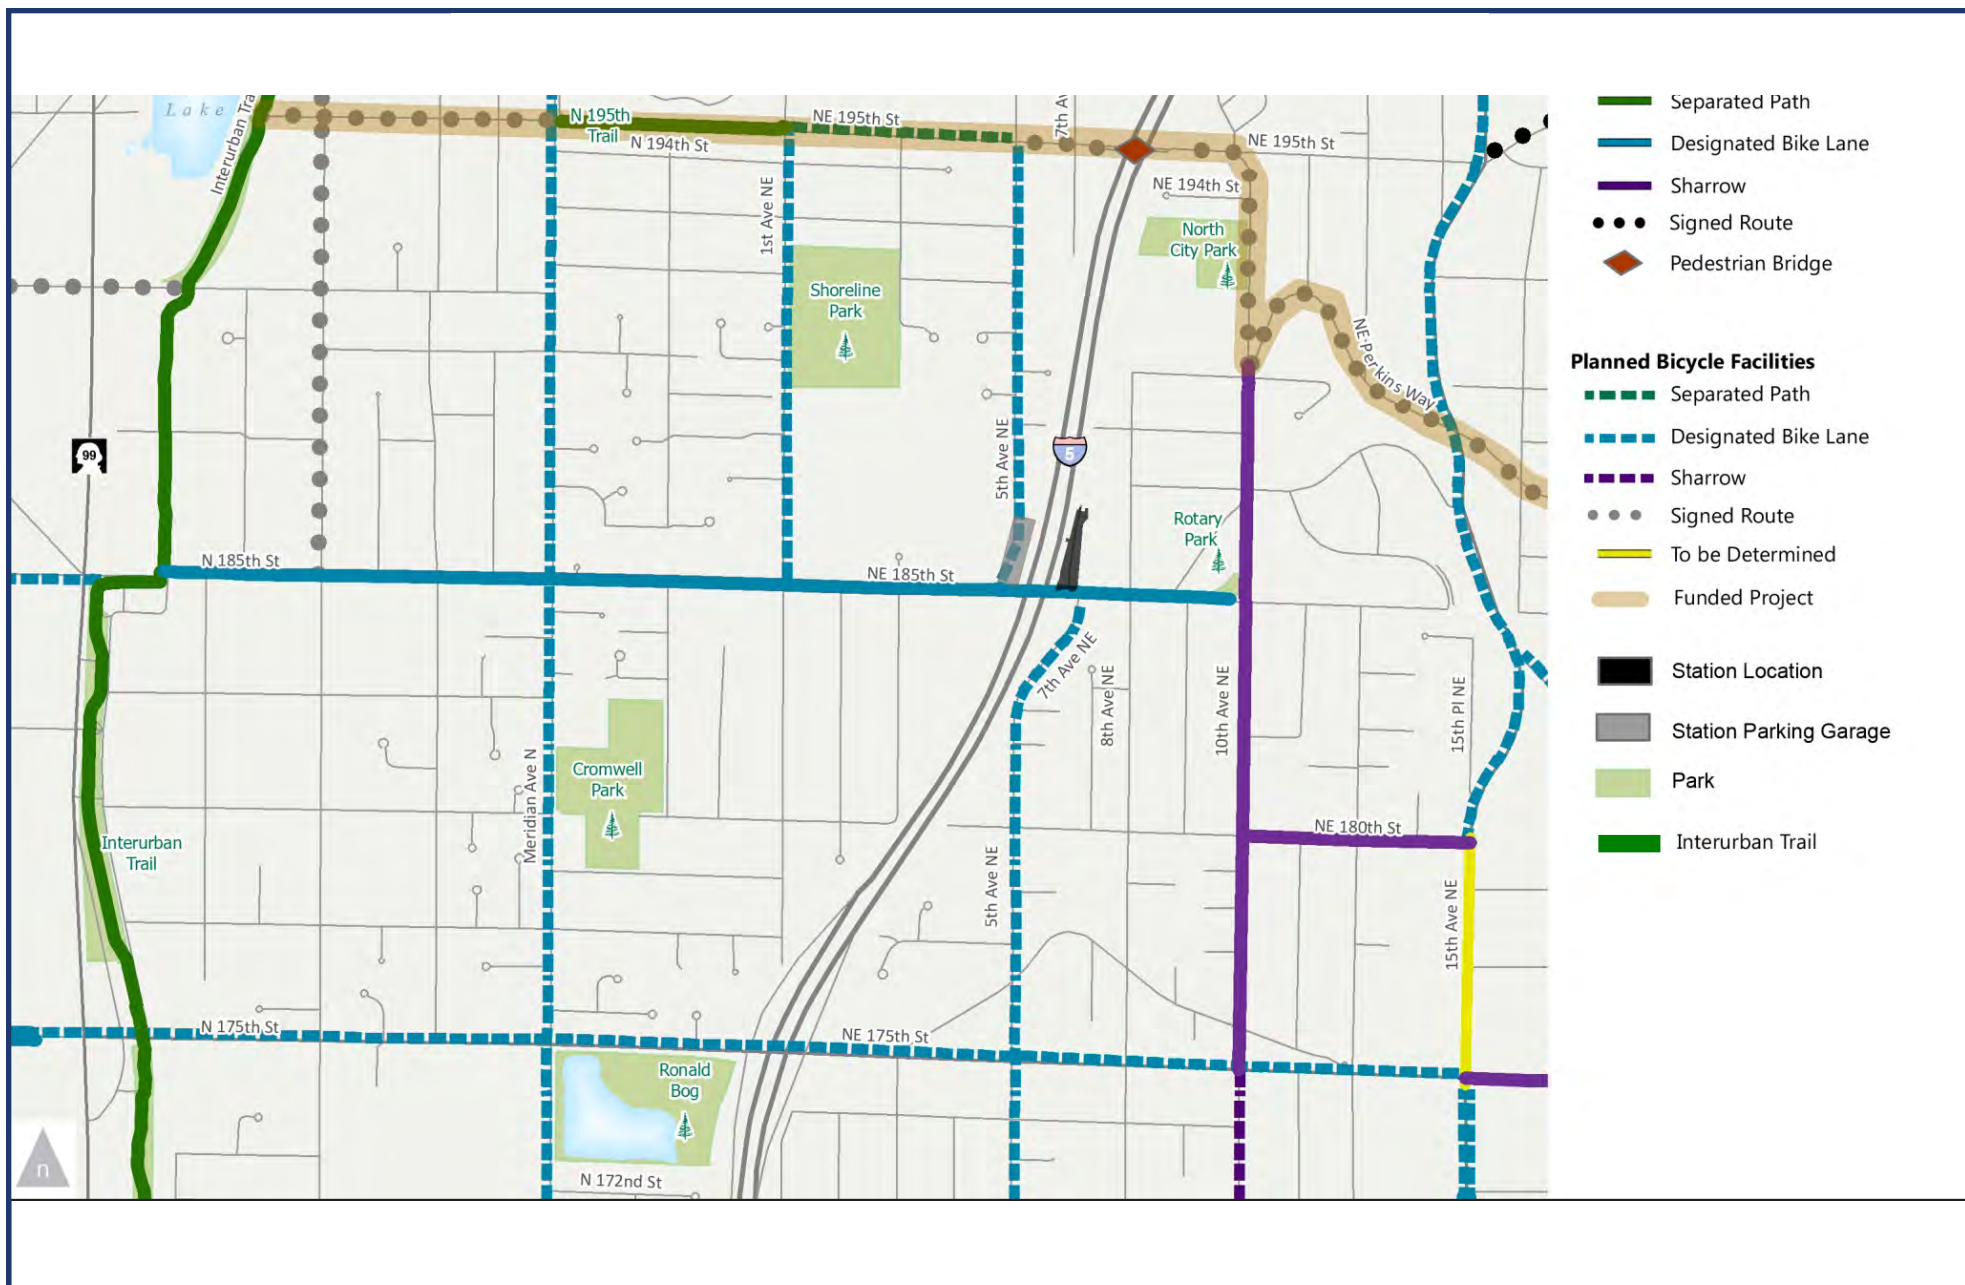 Lake
Interurban Tra
N 195th
Trail
NE 195th St
N 194th St
7th Av
NE 195th St
NE 194th St
1st Ave NE
North
City Park
Shoreline
Park
NE Perkins Way
5th Ave NE
99
5
Rotary
Park
N 185th St
NE 185th St
7th Ave NE
8th Ave NE
10th Ave NE
15th Pl NE
Cromwell
Park
Meridian Ave N
Interurban
Trail
NE 180th St
5th Ave NE
15th Ave NE
N 175th St
NE 175th St
Ronald
Bog
n
N 172nd St
Separated Path
Designated Bike Lane
Sharrow
Signed Route
Pedestrian Bridge
Planned Bicycle Facilities
Separated Path
Designated Bike Lane
Sharrow
Signed Route
To be Determined
Funded Project
Station Location
Station Parking Garage
Park
Interurban Trail